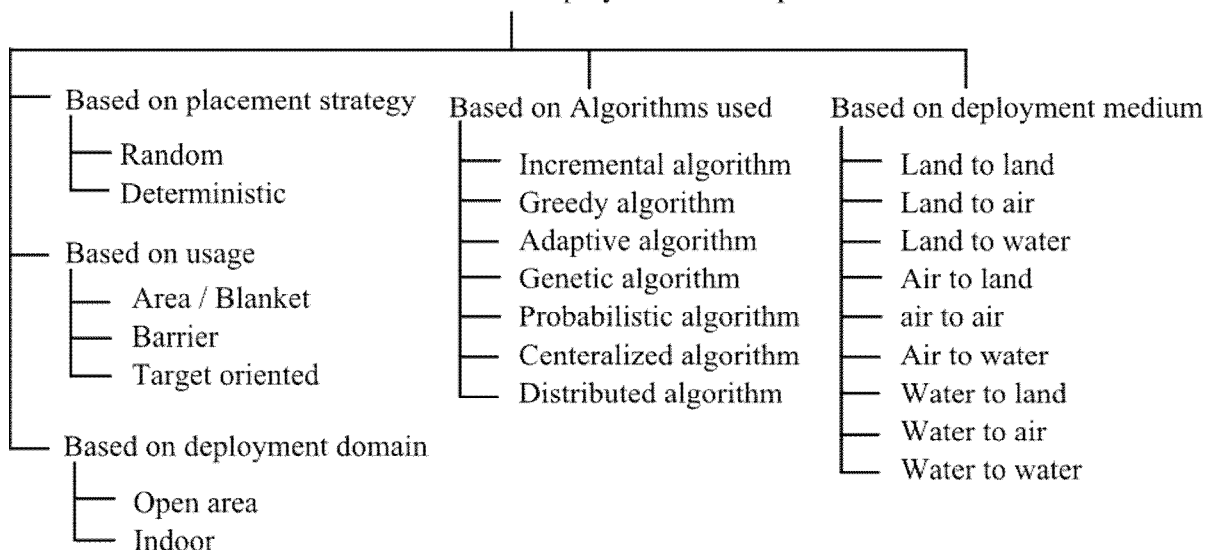 Based on placement strategy
Random
Deterministic
Based on usage
Area / Blanket
Barrier
Target oriented
Based on deployment domain
Open area
Indoor
Based on Algorithms used
Incremental algorithm
Greedy algorithm
Adaptive algorithm
Genetic algorithm
Probabilistic algorithm
Centeralized algorithm
Distributed algorithm
Based on deployment medium
Land to land
Land to air
Land to water
Air to land
air to air
Air to water
Water to land
Water to air
Water to water